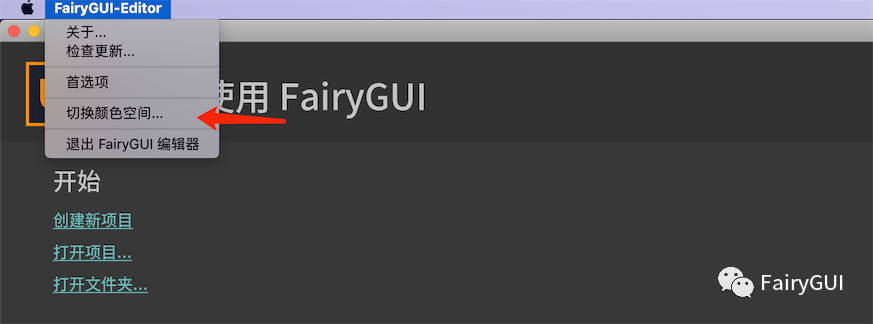 FairyGUI-Editor
关于...
检查更新...
首选项
切换颜色空间...
退出 FairyGUI 编辑器
使用 FairyGUI
开始
创建新项目
打开项目...
打开文件夹...
FairyGUI